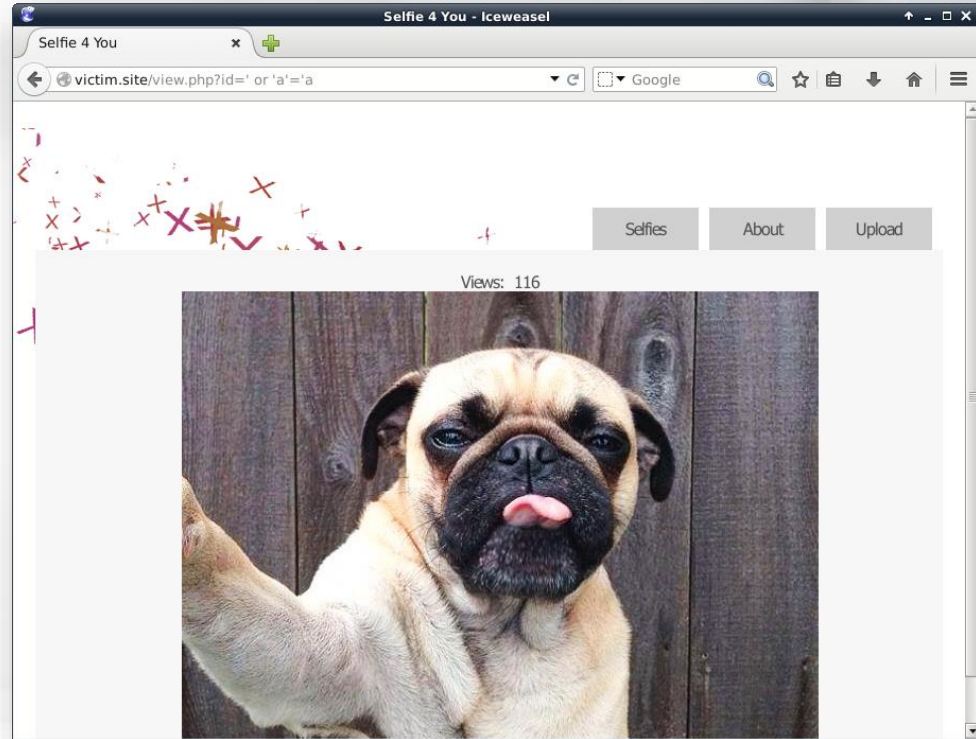 Selfie 4 You - Iceweasel
Selfie 4 You
victim.site/view.php?id=' or 'a'='a
Google
Selfies About Upload
Views: 116